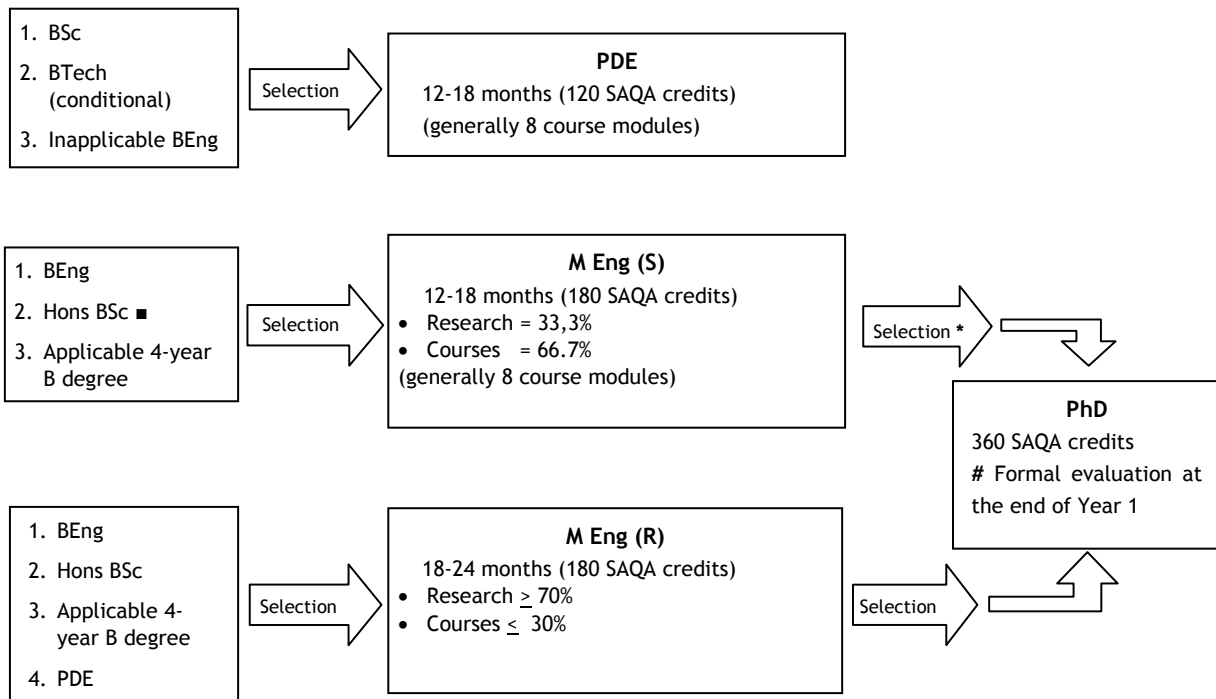 1. BSc
2. BTech
(conditional)
3. Inapplicable BEng
Selection
PDE
12-18 months (120 SAQA credits)
(generally 8 course modules)
1. BEng
2. Hons BSc ■
3. Applicable 4-year
B degree
Selection
M Eng (S)
12-18 months (180 SAQA credits)
• Research = 33,3%
• Courses = 66.7%
(generally 8 course modules)
Selection *
PhD
360 SAQA credits
# Formal evaluation at
the end of Year 1
1. BEng
2. Hons BSc
3. Applicable 4-
year B degree
4. PDE
Selection
M Eng (R)
18-24 months (180 SAQA credits)
• Research ≥ 70%
• Courses ≤ 30%
Selection